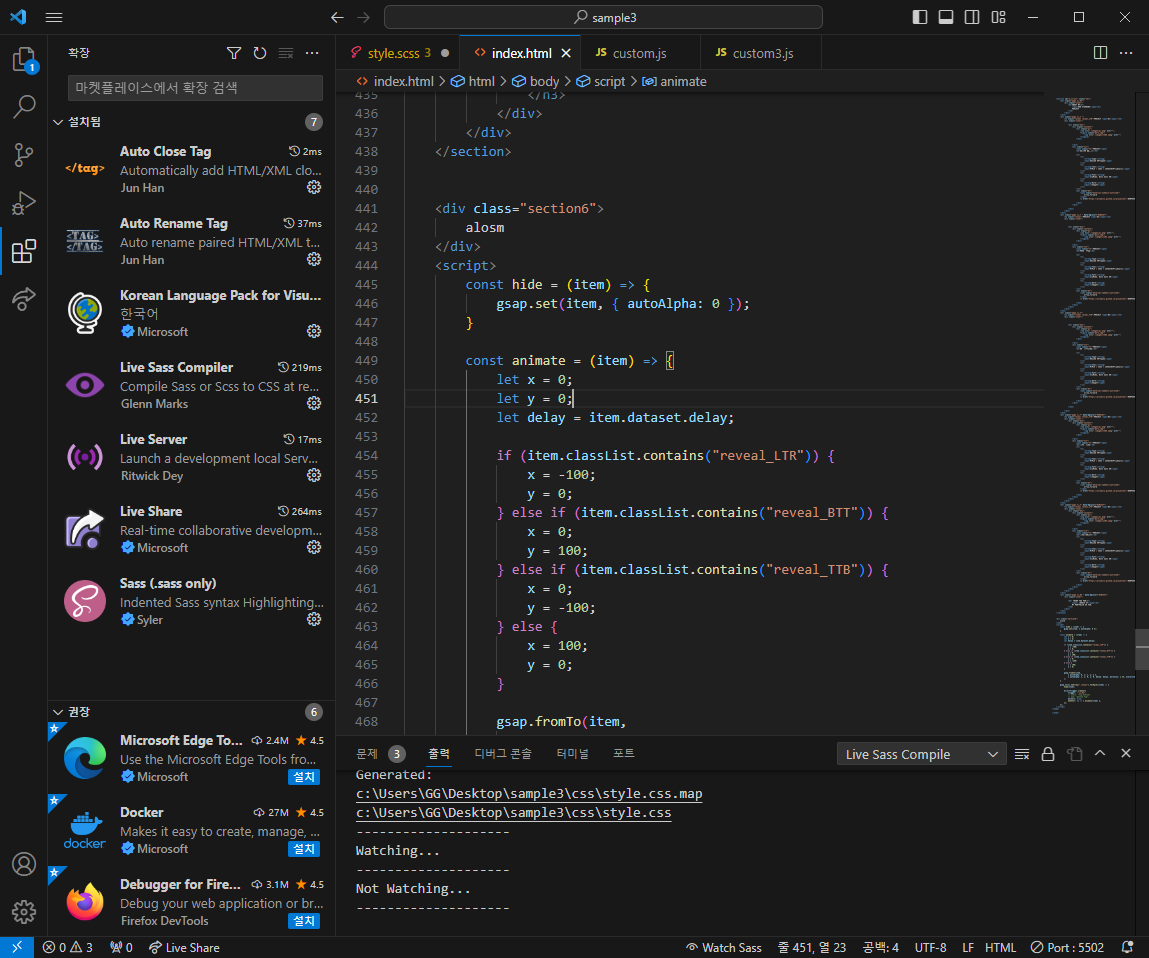 sample3
확장
마켓플레이스에서 확장 검색
설치됨 7
</tag>
Auto Close Tag 2ms
Automatically add HTML/XML clo...
Jun Han
<TAG>
</TAG>
Auto Rename Tag 37ms
Auto rename paired HTML/XML t...
Jun Han
Korean Language Pack for Visu...
한국어
Microsoft
Live Sass Compiler 219ms
Compile Sass or Scss to CSS at re...
Glenn Marks
Live Server 17ms
Launch a development local Serv...
Ritwick Dey
Live Share 264ms
Real-time collaborative developm...
Microsoft
Sass (.sass only)
Indented Sass syntax Highlighting...
Syler
권장 6
Microsoft Edge To... 2.4M 4.5
Use the Microsoft Edge Tools fro...
Microsoft 설치
docker
Docker 27M 4.5
Makes it easy to create, manage, ...
Microsoft 설치
Debugger for Fire... 3.1M 4.5
Debug your web application or br...
Firefox DevTools 설치
1
style.scss 3 index.html JS custom.js JS custom3.js
index.html > html > body > script > animate
435 </h3>
436 </div>
437 </div>
438 </section>
439
440
441 <div class="section6">
442 alosm
443 </div>
444 <script>
445 const hide = (item) => {
446 gsap.set(item, { autoAlpha: 0 });
447 }
448
449 const animate = (item) => {
450 let x = 0;
451 let y = 0;
452 let delay = item.dataset.delay;
453
454 if (item.classList.contains("reveal_LTR")) {
455 x = -100;
456 y = 0;
457 } else if (item.classList.contains("reveal_BTT")) {
458 x = 0;
459 y = 100;
460 } else if (item.classList.contains("reveal_TTB")) {
461 x = 0;
462 y = -100;
463 } else {
464 x = 100;
465 y = 0;
466 }
467
468 gsap.fromTo(item,
문제 3 출력 디버그 콘솔 터미널 포트 Live Sass Compile
Generated:
c:\Users\GG\Desktop\sample3\css\style.css.map
c:\Users\GG\Desktop\sample3\css\style.css
--------------------
Watching...
--------------------
Not Watching...
--------------------
0 3 0 Live Share Watch Sass 줄 451, 열 23 공백: 4 UTF-8 LF HTML Port : 5502